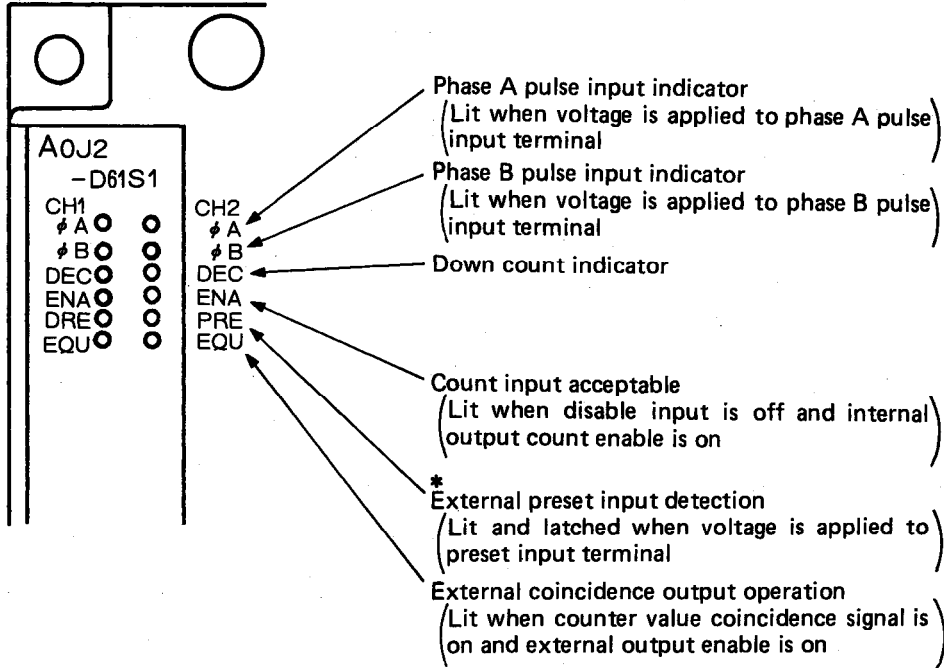 Phase A pulse input indicator
(Lit when voltage is applied to phase A pulse
input terminal)
Phase B pulse input indicator
(Lit when voltage is applied to phase B pulse
input terminal)
Down count indicator
Count input acceptable
(Lit when disable input is off and internal
output count enable is on)
*
External preset input detection
(Lit and latched when voltage is applied to
preset input terminal)
External coincidence output operation
(Lit when counter value coincidence signal is
on and external output enable is on)
A0J2
-D61S1
CH1
φA
φB
DEC
ENA
DRE
EQU
CH2
φA
φB
DEC
ENA
PRE
EQU